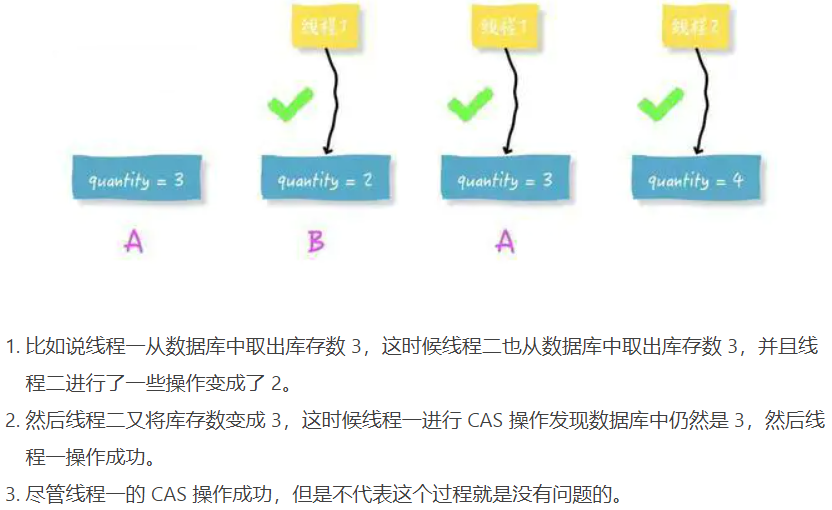 线程1 线程1 线程2
quantity = 3 quantity = 2 quantity = 3 quantity = 4
A B A
1. 比如说线程一从数据库中取出库存数 3，这时候线程二也从数据库中取出库存数 3，并且线
程二进行了一些操作变成了 2。
2. 然后线程二又将库存数变成 3，这时候线程一进行 CAS 操作发现数据库中仍然是 3，然后线
程一操作成功。
3. 尽管线程一的 CAS 操作成功，但是不代表这个过程就是没有问题的。